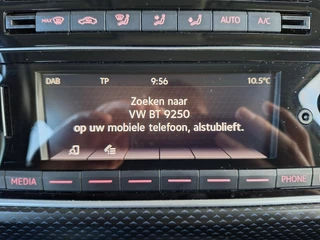 MAX AUTO A/C
DAB TP 9:56 10.5°C
Zoeken naar
VW BT 9250
op uw mobiele telefoon, alstublieft.
MEDIA PHONE